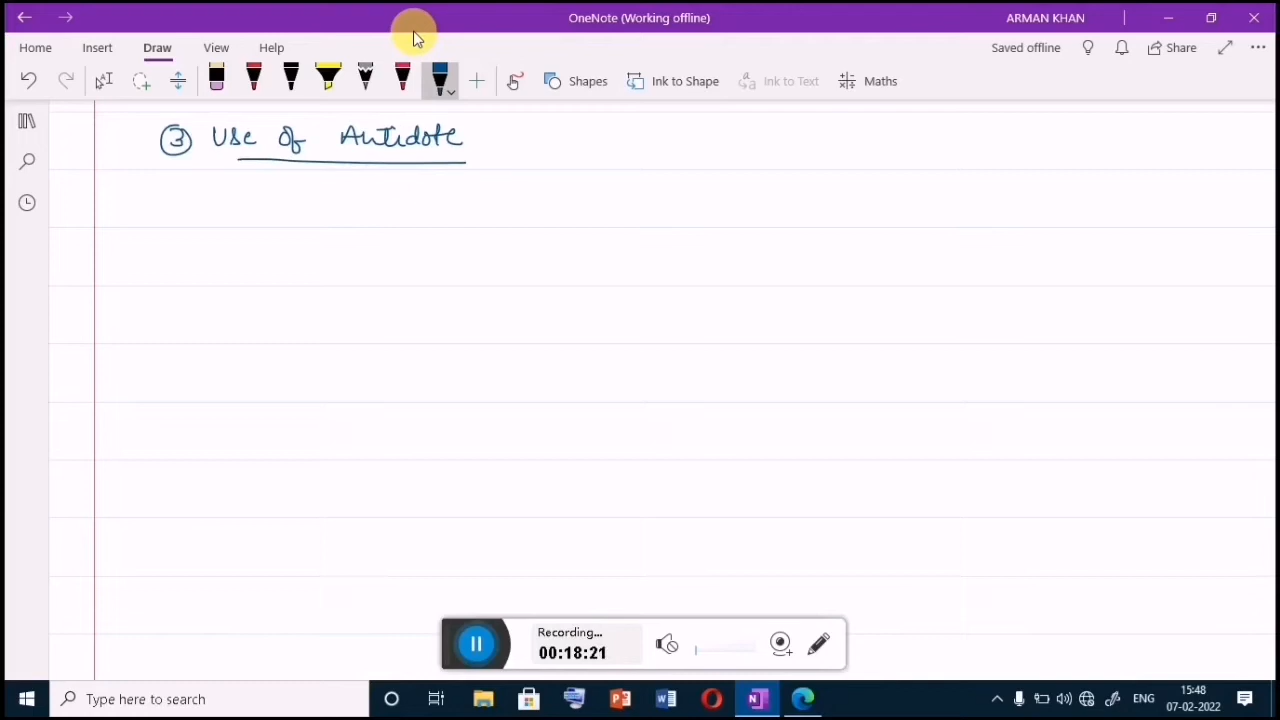 OneNote (Working offline)
ARMAN KHAN
Home Insert Draw View Help
Saved offline Share
Shapes Ink to Shape Ink to Text Maths
③ Use of Antidote
Recording...
00:18:21
Type here to search
ENG
15:48
07-02-2022